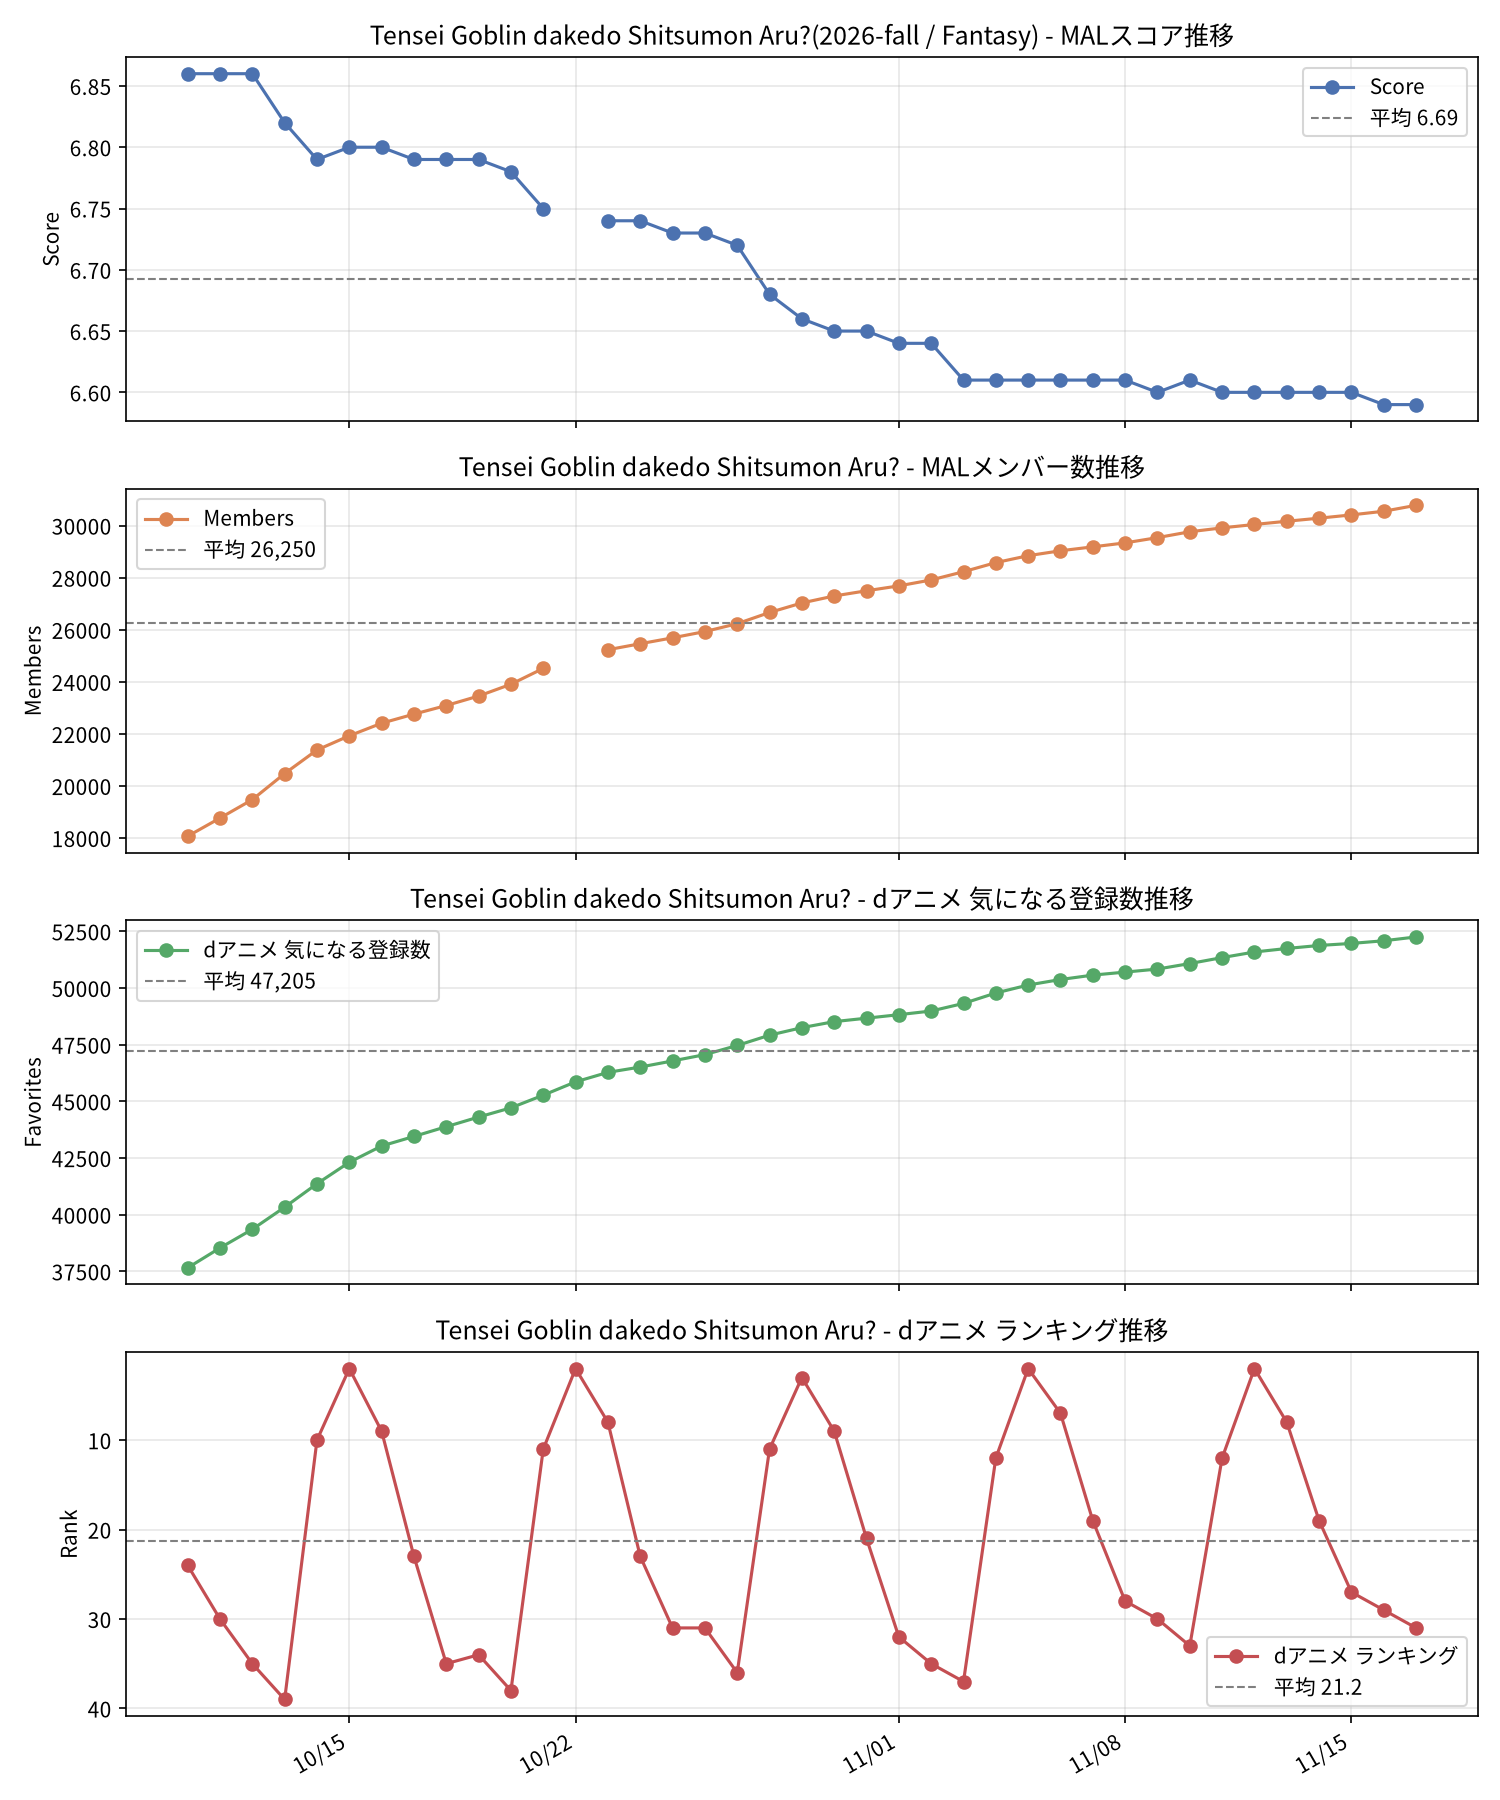 Tensei Goblin dakedo Shitsumon Aru?(2026-fall / Fantasy) - MALスコア推移
Score
6.85
6.80
6.75
6.70
6.65
6.60
Score
平均 6.69
Tensei Goblin dakedo Shitsumon Aru? - MALメンバー数推移
Members
30000
28000
26000
24000
22000
20000
18000
Members
平均 26,250
Tensei Goblin dakedo Shitsumon Aru? - dアニメ 気になる登録数推移
Favorites
52500
50000
47500
45000
42500
40000
37500
dアニメ 気になる登録数
平均 47,205
Tensei Goblin dakedo Shitsumon Aru? - dアニメ ランキング推移
Rank
10
20
30
40
dアニメ ランキング
平均 21.2
10/15
10/22
11/01
11/08
11/15